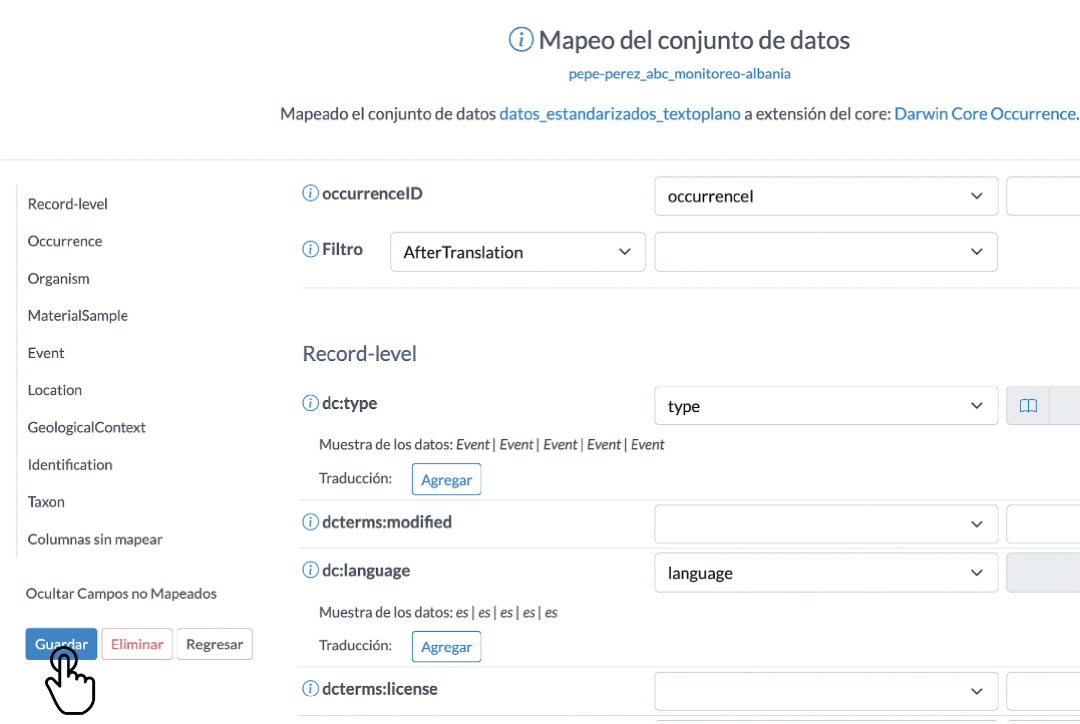 Mapeo del conjunto de datos
pepe-perez_abc_monitoreo-albania
Mapeado el conjunto de datos datos_estandarizados_textoplano a extensión del core: Darwin Core Occurrence.
Record-level
Occurrence
Organism
MaterialSample
Event
Location
GeologicalContext
Identification
Taxon
Columnas sin mapear
Ocultar Campos no Mapeados
Guardar Eliminar Regresar
occurrenceID occurrenceI
Filtro AfterTranslation
Record-level
dc:type type
Muestra de los datos: Event | Event | Event | Event | Event
Traducción: Agregar
dcterms:modified
dc:language language
Muestra de los datos: es | es | es | es | es
Traducción: Agregar
dcterms:license